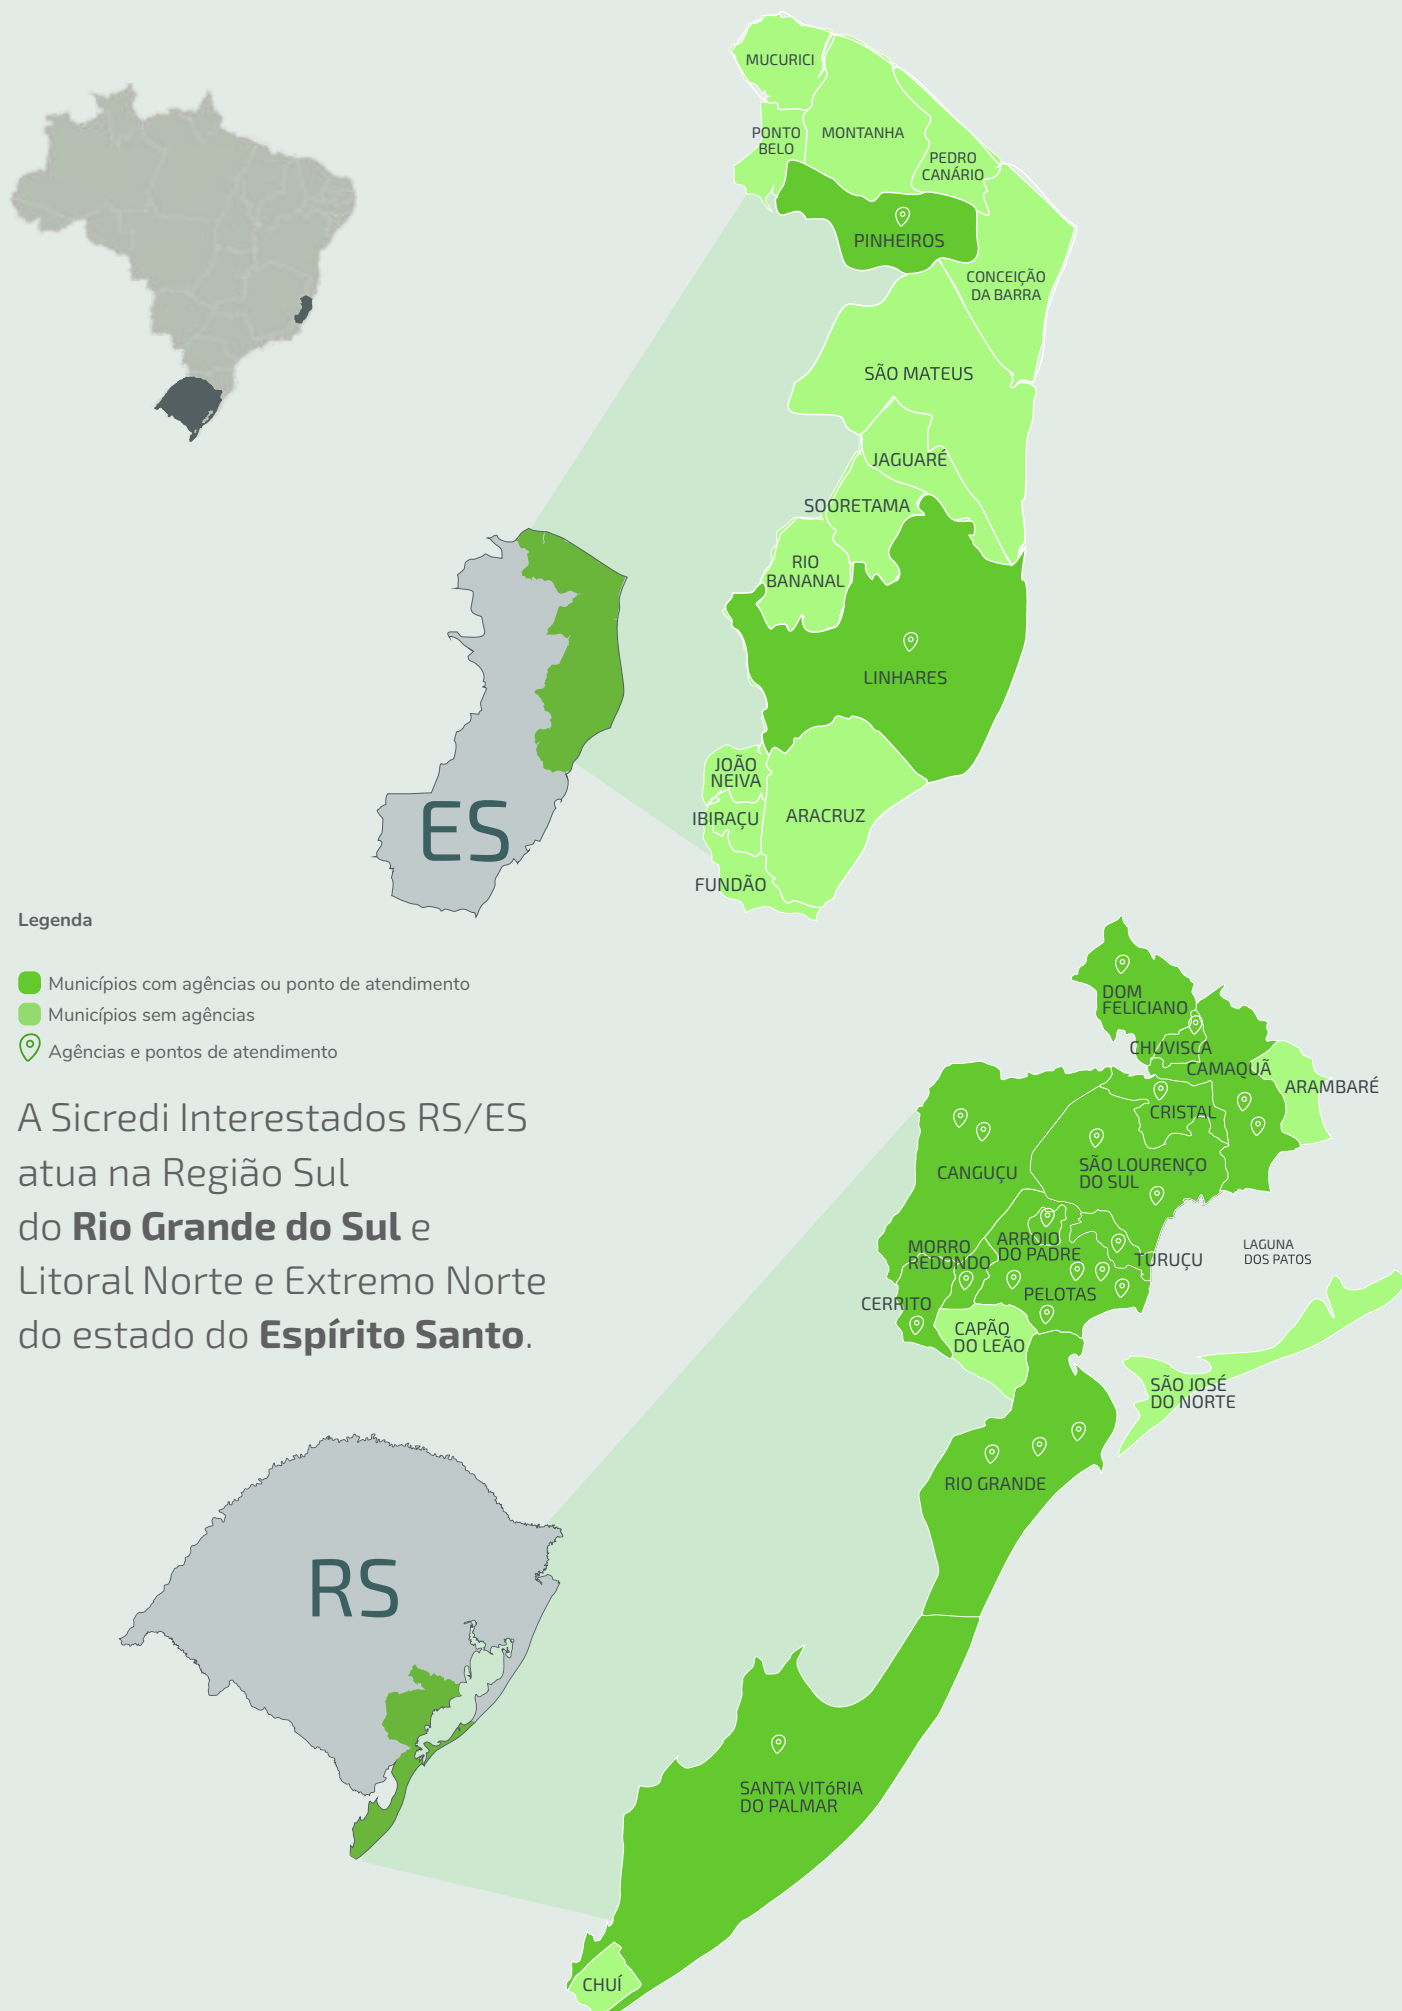 MUCURICI
PONTO
BELO
MONTANHA
PEDRO
CANÁRIO
PINHEIROS
CONCEIÇÃO
DA BARRA
SÃO MATEUS
JAGUARÉ
SOORETAMA
RIO
BANANAL
LINHARES
JOÃO
NEIVA
IBIRAÇU
ARACRUZ
FUNDÃO
ES
Legenda
Municípios com agências ou ponto de atendimento
Municípios sem agências
Agências e pontos de atendimento
A Sicredi Interestados RS/ES
atua na Região Sul
do Rio Grande do Sul e
Litoral Norte e Extremo Norte
do estado do Espírito Santo.
DOM
FELICIANO
CHUVISCA
CAMAQUÃ
ARAMBARÉ
CRISTAL
CANGUÇU
SÃO LOURENÇO
DO SUL
MORRO
REDONDO
ARROIO
DO PADRE
TURUÇU
LAGUNA
DOS PATOS
CERRITO
PELOTAS
CAPÃO
DO LEÃO
SÃO JOSÉ
DO NORTE
RIO GRANDE
RS
SANTA VITóRIA
DO PALMAR
CHUÍ